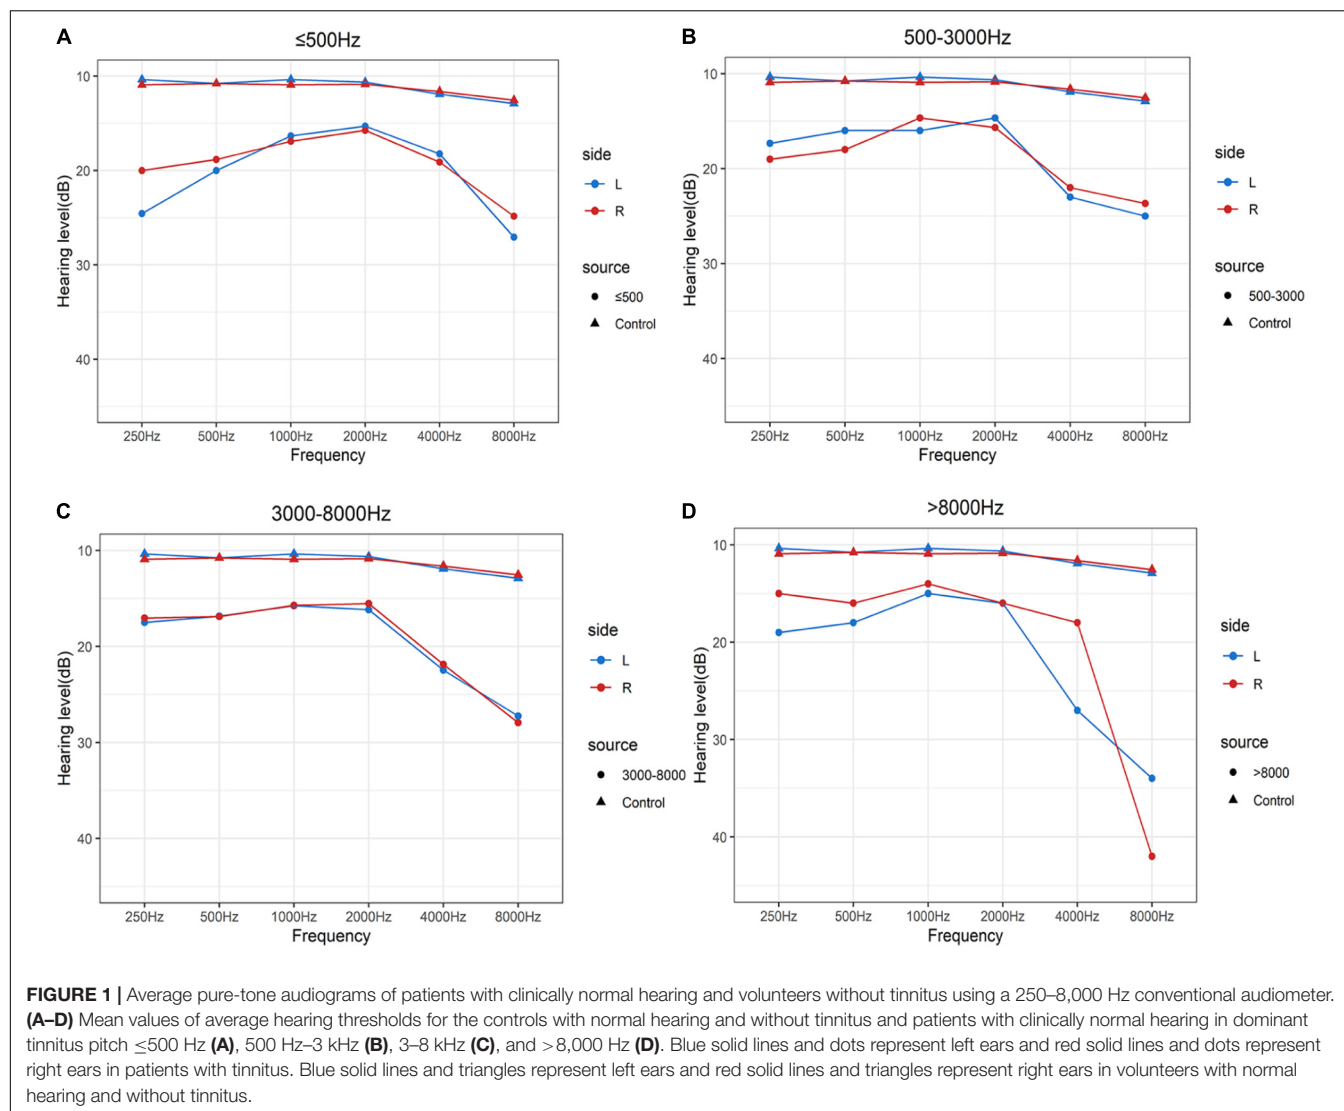 A
≤500Hz
10
20
30
40
Hearing level(dB)
250Hz 500Hz 1000Hz 2000Hz 4000Hz 8000Hz
Frequency
side
L
R
source
≤500
Control
B
500-3000Hz
10
20
30
40
Hearing level(dB)
250Hz 500Hz 1000Hz 2000Hz 4000Hz 8000Hz
Frequency
side
L
R
source
500-3000
Control
C
3000-8000Hz
10
20
30
40
Hearing level(dB)
250Hz 500Hz 1000Hz 2000Hz 4000Hz 8000Hz
Frequency
side
L
R
source
3000-8000
Control
D
>8000Hz
10
20
30
40
Hearing level(dB)
250Hz 500Hz 1000Hz 2000Hz 4000Hz 8000Hz
Frequency
side
L
R
source
>8000
Control
FIGURE 1 | Average pure-tone audiograms of patients with clinically normal hearing and volunteers without tinnitus using a 250–8,000 Hz conventional audiometer.
(A–D) Mean values of average hearing thresholds for the controls with normal hearing and without tinnitus and patients with clinically normal hearing in dominant
tinnitus pitch ≤500 Hz (A), 500 Hz–3 kHz (B), 3–8 kHz (C), and >8,000 Hz (D). Blue solid lines and dots represent left ears and red solid lines and dots represent
right ears in patients with tinnitus. Blue solid lines and triangles represent left ears and red solid lines and triangles represent right ears in volunteers with normal
hearing and without tinnitus.